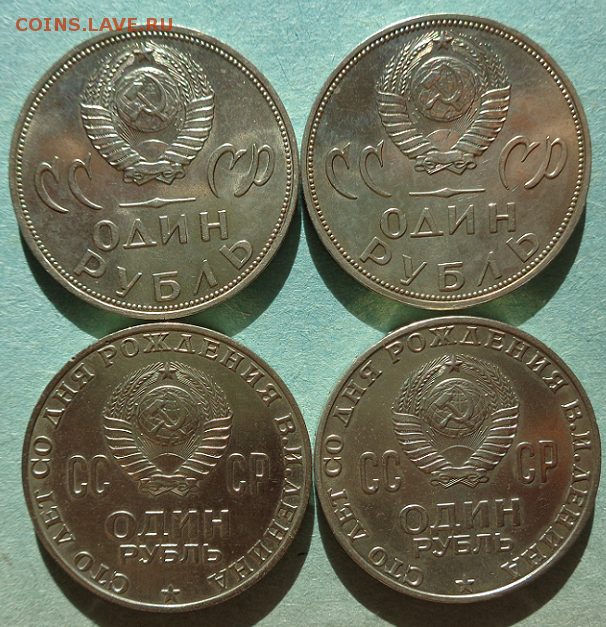 COINS.LAVE.RU
СС СР
ОДИН
РУБЛЬ
СС СР
ОДИН
РУБЛЬ
СТО ЛЕТ СО ДНЯ РОЖДЕНИЯ В.И.ЛЕНИНА
СС СР
ОДИН
РУБЛЬ
СТО ЛЕТ СО ДНЯ РОЖДЕНИЯ В.И.ЛЕНИНА
СС СР
ОДИН
РУБЛЬ